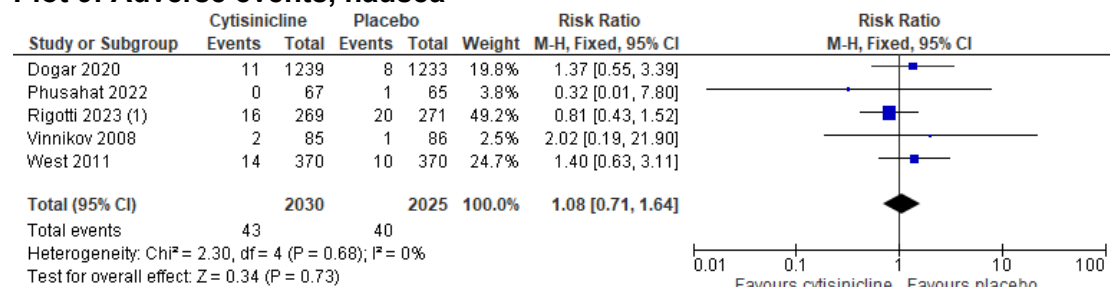 Plot 9: Adverse events, nausea
Cytisinicline Placebo Risk Ratio Risk Ratio
Study or Subgroup Events Total Events Total Weight M-H, Fixed, 95% CI M-H, Fixed, 95% CI
Dogar 2020 11 1239 8 1233 19.8% 1.37 [0.55, 3.39]
Phusahat 2022 0 67 1 65 3.8% 0.32 [0.01, 7.80]
Rigotti 2023 (1) 16 269 20 271 49.2% 0.81 [0.43, 1.52]
Vinnikov 2008 2 85 1 86 2.5% 2.02 [0.19, 21.90]
West 2011 14 370 10 370 24.7% 1.40 [0.63, 3.11]
Total (95% CI) 2030 2025 100.0% 1.08 [0.71, 1.64]
Total events 43 40
Heterogeneity: Chi² = 2.30, df = 4 (P = 0.68); I² = 0%
Test for overall effect: Z = 0.34 (P = 0.73)
0.01 0.1 1 10 100
Favours cytisinicline Favours placebo